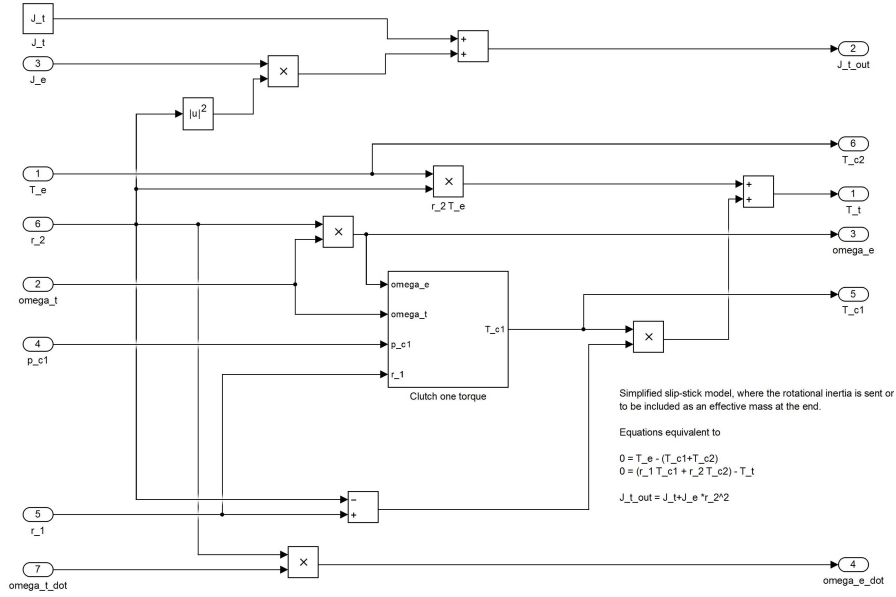 J_t
J_t
3
J_e
×
+
+
2
J_t_out
|u|²
6
T_c2
1
T_e
×
r_2 T_e
+
+
1
T_t
6
r_2
×
3
omega_e
2
omega_t
omega_e
omega_t
p_c1
r_1
T_c1
Clutch one torque
5
T_c1
×
4
p_c1
Simplified slip-stick model, where the rotational inertia is sent or
to be included as an effective mass at the end.
Equations equivalent to
0 = T_e - (T_c1+T_c2)
0 = (r_1 T_c1 + r_2 T_c2) - T_t
J_t_out = J_t+J_e *r_2^2
−
+
5
r_1
×
7
omega_t_dot
4
omega_e_dot